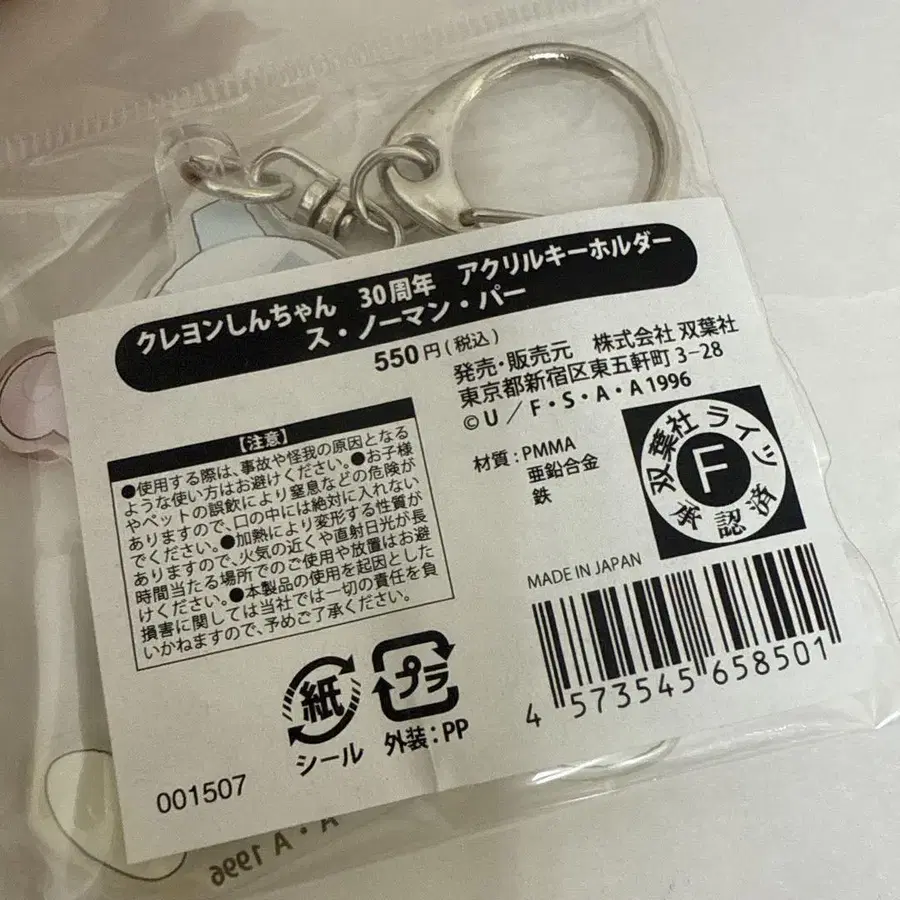 クレヨンしんちゃん 30周年 アクリルキーホルダー
ス・ノーマン・パー
550円(税込)
発売・販売元 株式会社 双葉社
東京都新宿区東五軒町3-28
©U/F・S・A・A 1996
【注意】
●使用する際は、事故や怪我の原因となる
ような使い方はお避けください。●お子様
やペットの誤飲により窒息などの危険が
ありますので、口の中には絶対に入れない
でください。●加熱により変形する性質が
ありますので、火気の近くや直射日光が長
時間当たる場所でのご使用や放置はお避
けください。●本製品の使用を起因とした
損害に関しては当社では一切の責任を負
いかねますので、予めご了承ください。
材質:PMMA
亜鉛合金
鉄
双葉社ライツ
F
承認済
MADE IN JAPAN
4 573545 658501
紙
シール
プラ
外装:PP
001507
A・A 1996